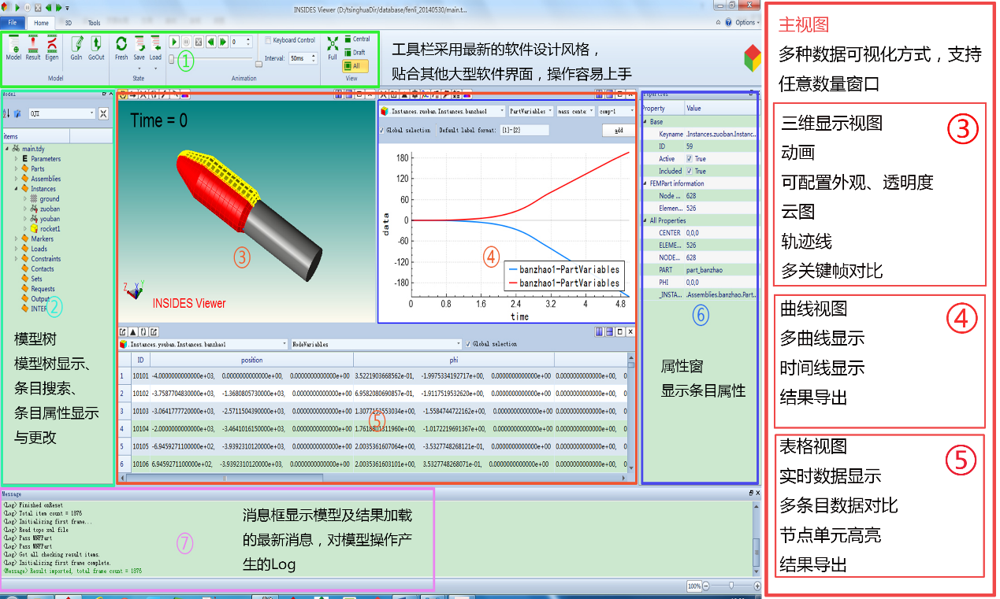 INSIDES Viewer (D:/tsinghuaDir/database/fenli_20140530/main.t...
File Home 3D Tools Options
Model Result Eigen GoIn GoOut Fresh Save Load 0 Keyboard Control Full Central
Interval: 50ms Draft
All
Model State Animation View
①
工具栏采用最新的软件设计风格，
贴合其他大型软件界面，操作容易上手
Model
OUT
Items
main.tdy
Parameters
Parts
Assemblies
Instances
ground
zuoban
youban
rocket1
Markers
Loads
Constraints
Contacts
Sets
Requests
Output
INTER
②
模型树
模型树显示、
条目搜索、
条目属性显示
与更改
Time = 0
③
Z Y X
INSIDES Viewer
.Instances.zuoban.Instances.banzhao1 PartVariables mass cente comp-1
Global selection Default label format: [1]-{2} add
180
120
60
0
-60
-120
-180
data
0 0.8 1.6 2.4 3.2 4 4.8
time
④
banzhao1-PartVariables
banzhao1-PartVariables
.Instances.youban.Instances.banzhao1 NodeVariables Global selection
ID position phi
1 10101 -4.0000000000000e+03, 0.0000000000000e+00, 0.0000000000000e+00 3.5221903668562e-01, -1.9975334192717e+00, 0.0000000000000e+00 0.0000000000000e+00, 0
2 10102 -3.7587704830000e+03, -1.3680805730000e+03, 0.0000000000000e+00 6.9582080690857e-01, -1.9117519532620e+00, 0.0000000000000e+00 0.0000000000000e+00, 0
3 10103 -3.0641777720000e+03, -2.5711504390000e+03, 0.0000000000000e+00 -1.5584744722162e+00, 0.0000000000000e+00 0.0000000000000e+00, 0
4 10104 -2.0000000000000e+03, -3.4641016150000e+03, 0.0000000000000e+00 -1.0172219691367e+00, 0.0000000000000e+00 0.0000000000000e+00, 0
5 10105 -6.9459271100000e+02, 0.0000000000000e+00 2.0035361607064e+00, -3.5327748268121e-01, 0.0000000000000e+00 0.0000000000000e+00, 0
6 10106 6.9459271100000e+02, -3.9392310120000e+03, 0.0000000000000e+00 2.0035361603101e+00, 3.5327748268071e-01, 0.0000000000000e+00 0.0000000000000e+00, 0
⑤
Properties
Property Value
Base
Keyname .Instances.zuoban.Instanc...
ID 59
Active True
Included True
FEMPart information
Node ... 628
Elemen... 526
All Properties
CENTER 0,0,0
ELEME... 526
NODE... 628
PART part_banzhao
PHI 0,0,0
_INSTA... .Assemblies.banzhao.Part...
⑥
属性窗
显示条目属性
Message
<Log> Finished onReset
<Log> Total item count = 1876
<Log> Initializing first frame...
<Log> Read topo xml file
<Log> Pass MNFPart
<Log> Pass MNFPart
<Log> Got all checking result items.
<Log> Initializing first frame complete.
<Message> Result imported, total frame count = 1876
⑦
消息框显示模型及结果加载
的最新消息，对模型操作产
生的Log
100%
主视图
多种数据可视化方式，支持
任意数量窗口
三维显示视图
③
动画
可配置外观、透明度
云图
轨迹线
多关键帧对比
曲线视图
④
多曲线显示
时间线显示
结果导出
表格视图
⑤
实时数据显示
多条目数据对比
节点单元高亮
结果导出